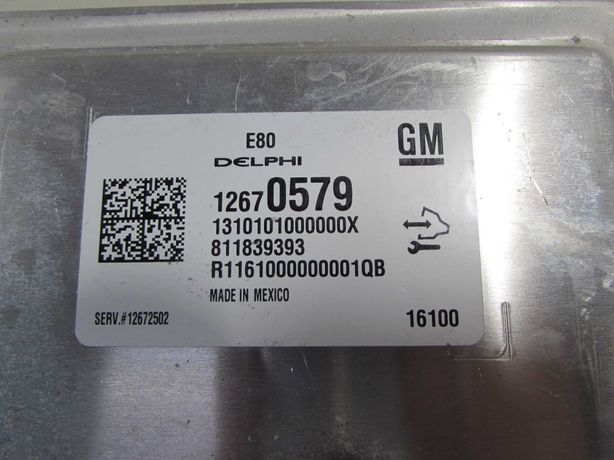 E80
GM
DELPHI
12670579
1310101000000X
811839393
R1161000000001QB
MADE IN MEXICO
SERV.#12672502
16100